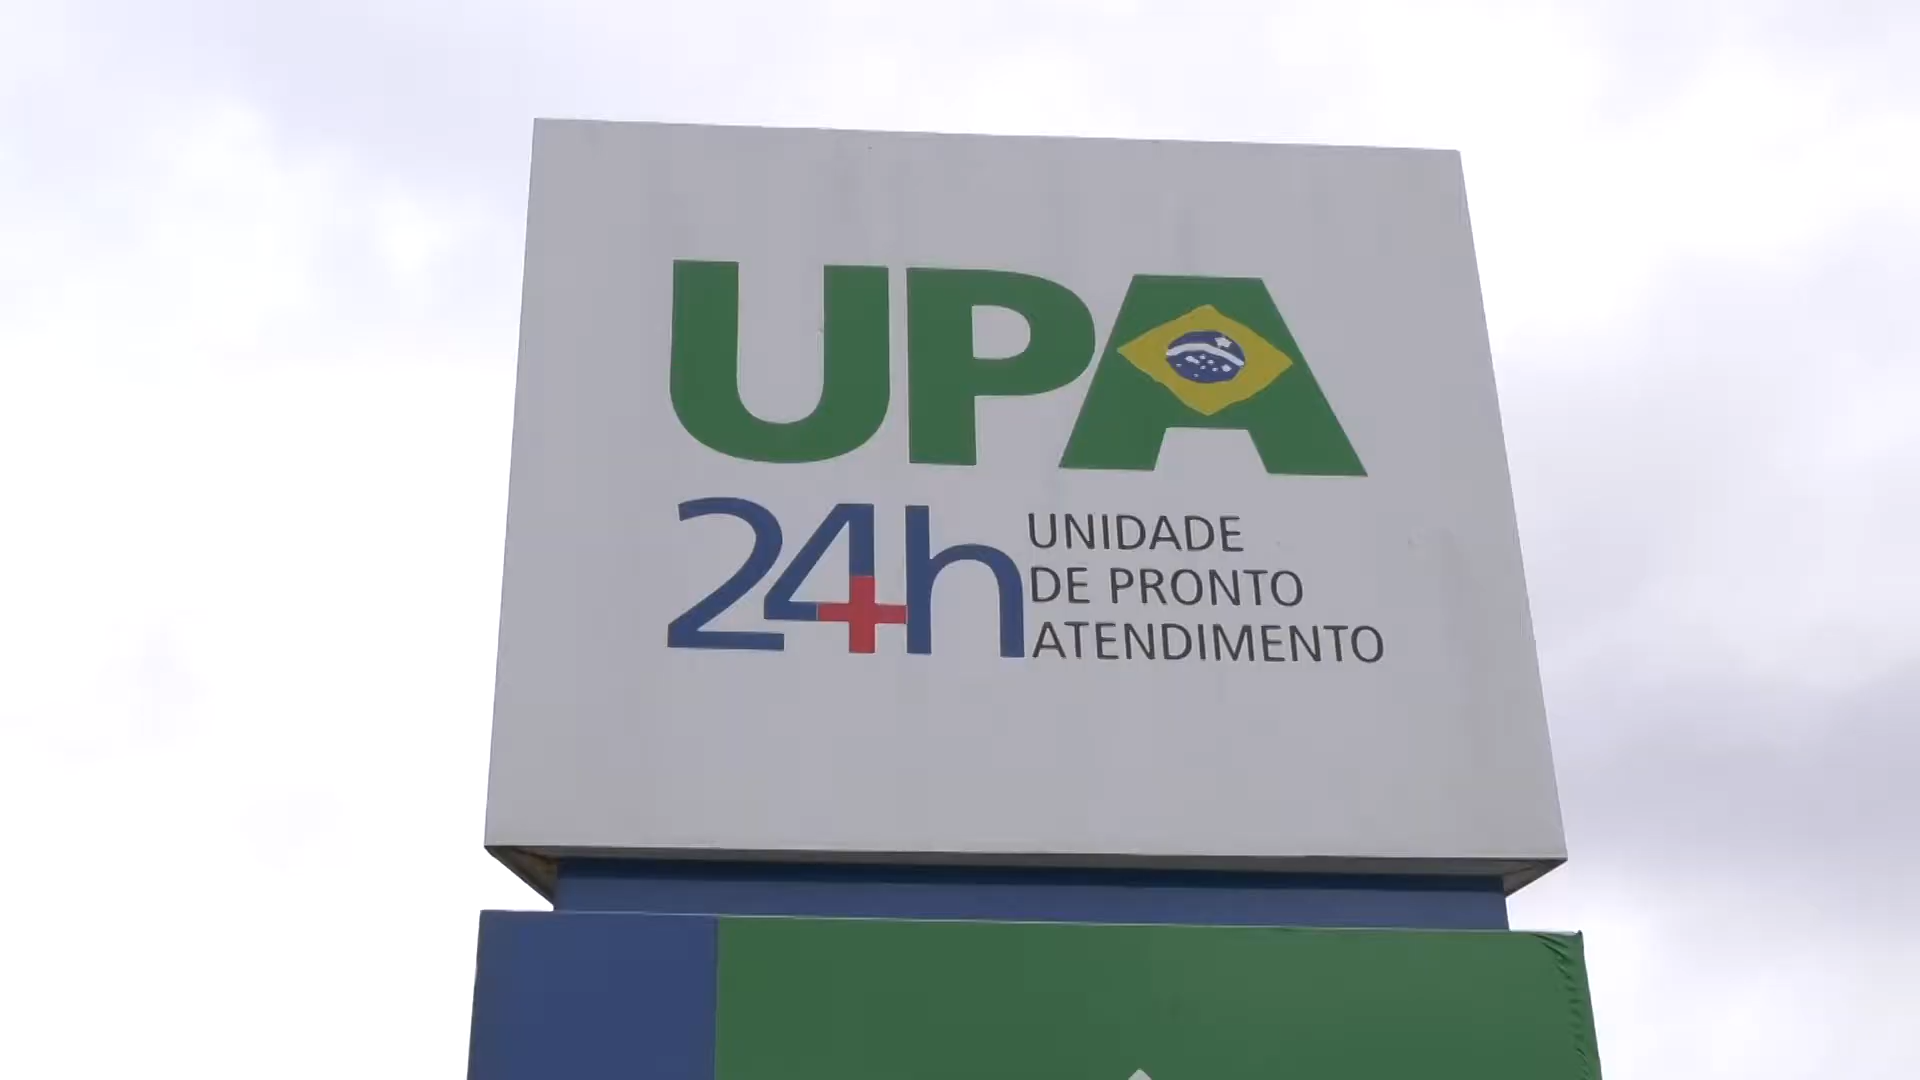 UPA
24h
UNIDADE
DE PRONTO
ATENDIMENTO